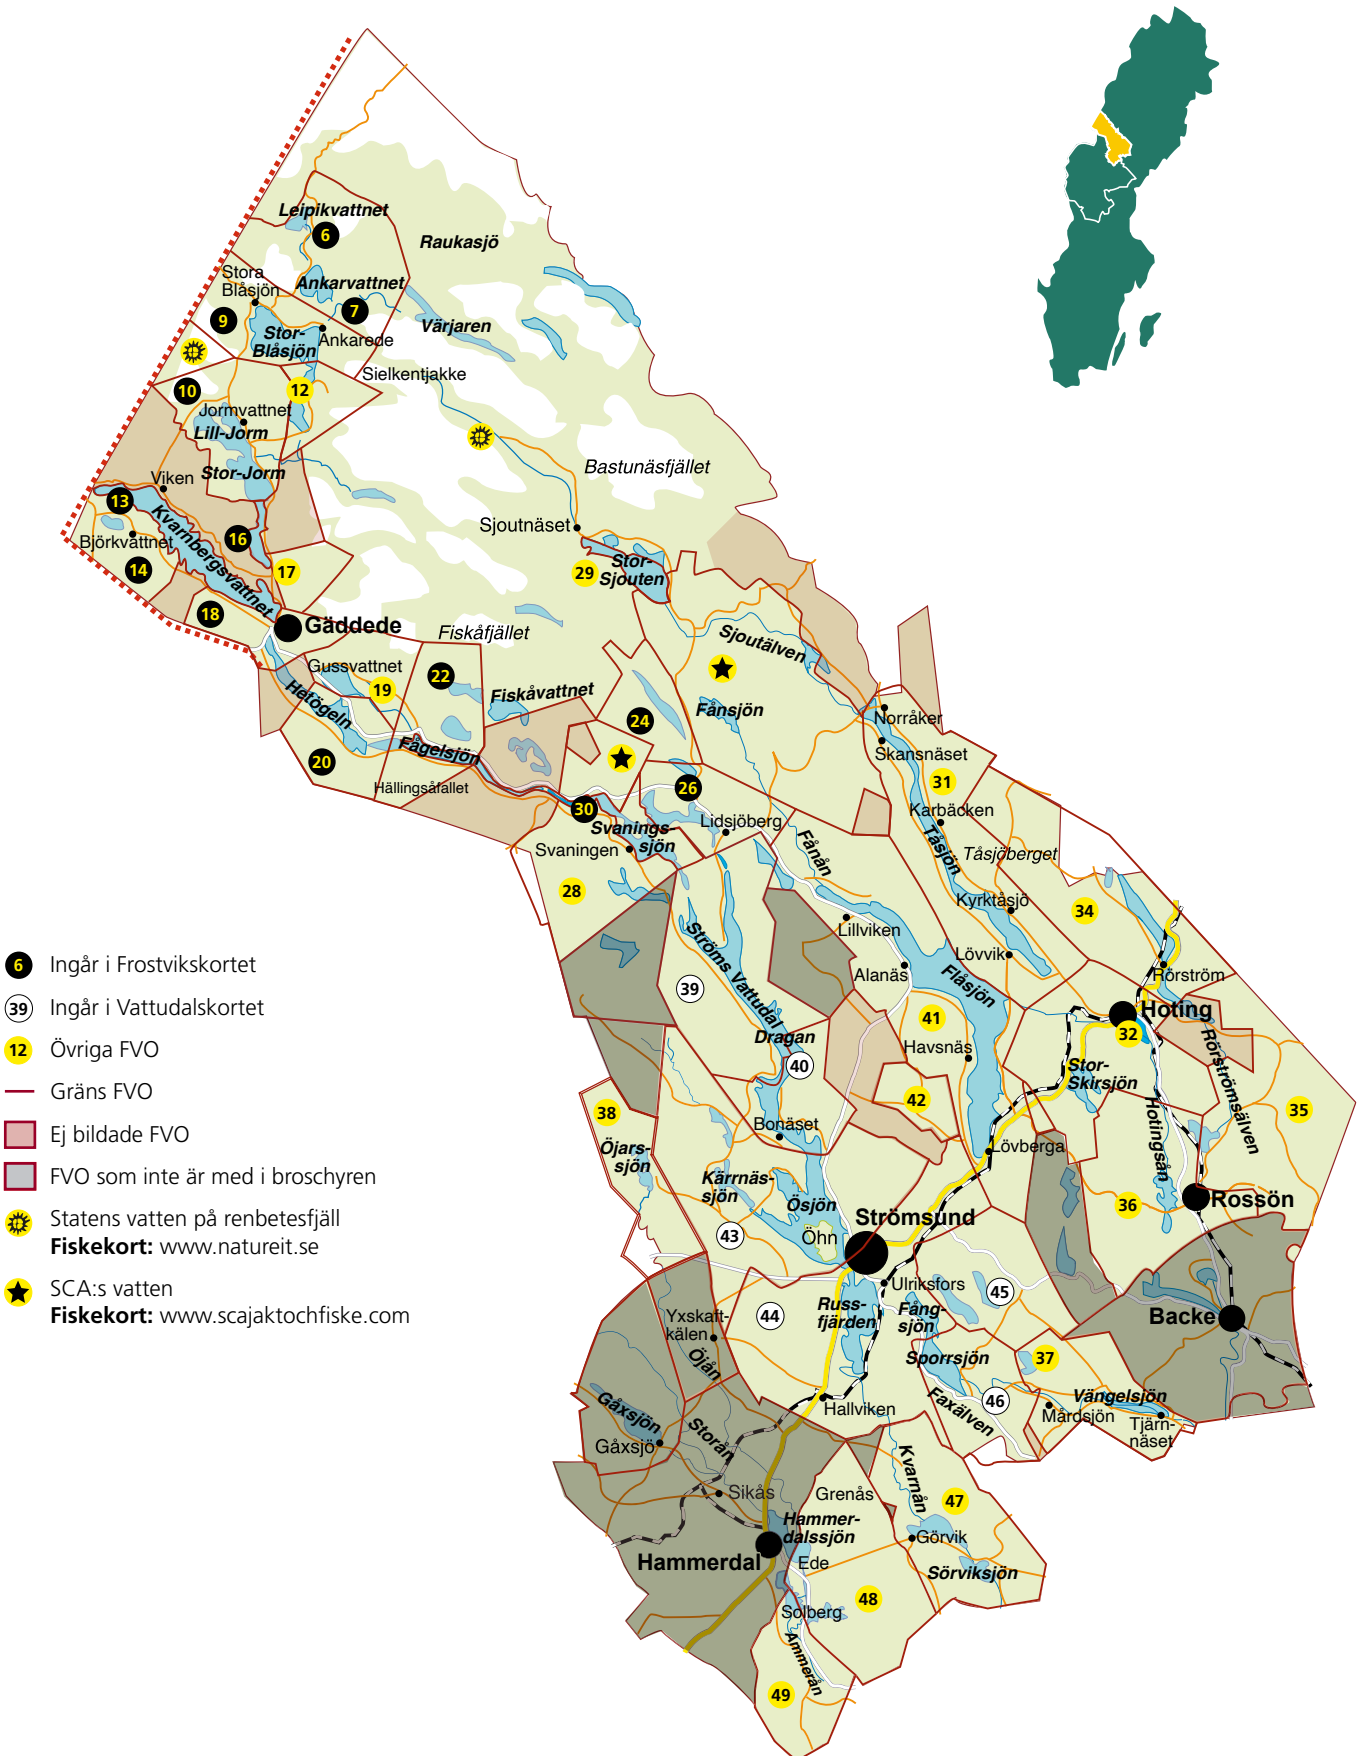 Leipikvattnet
6
Raukasjö
Stora
Blåsjön
Ankarvattnet
7
9
Stor-
Blåsjön
Ankarede
Värjaren
Sielkentjakke
10
12
Jormvattnet
Lill-Jorm
Stor-Jorm
Viken
Bastunäsfjället
13
Kvarnbergsvattnet
Björkvattnet
14
16
17
18
Sjoutnäset
29
Stor-
Sjouten
Gäddede
Fiskåfjället
Sjoutälven
Gussvattnet
19
22
Hetögeln
Fiskåvattnet
24
Fånsjön
Norråker
Skansnäset
20
Fågelsjön
Hällingsåfallet
26
30
31
Svanings-
sjön
Lidsjöberg
Svaningen
Karbäcken
Tåsjön
Tåsjöberget
Fånån
28
Kyrktåsjö
34
Lillviken
Ströms Vattudal
Lövvik
Alanäs
Flåsjön
Rörström
39
Dragan
41
Havsnäs
Hoting
32
Rörströmsälven
40
Stor-
Skirsjön
42
38
Bonäset
Hotingsån
35
Öjars-
sjön
Lövberga
Kärrnäs-
sjön
Ösjön
Öhn
Strömsund
36
Rossön
43
Ulriksfors
44
Russ-
fjärden
Fång-
sjön
45
Yxskaft-
kälen
Öjån
Backe
Sporrsjön
37
Faxälven
46
Vängelsjön
Mårdsjön
Tjärn-
näset
Hallviken
Gåxsjön
Gåxsjö
Storån
Kvarnån
Sikås
Grenås
47
Hammer-
dalssjön
Görvik
Hammerdal
Ede
Sörviksjön
48
Solberg
Ammerån
49
6 Ingår i Frostvikskortet
39 Ingår i Vattudalskortet
12 Övriga FVO
Gräns FVO
Ej bildade FVO
FVO som inte är med i broschyren
Statens vatten på renbetesfjäll
Fiskekort: www.natureit.se
SCA:s vatten
Fiskekort: www.scajaktochfiske.com